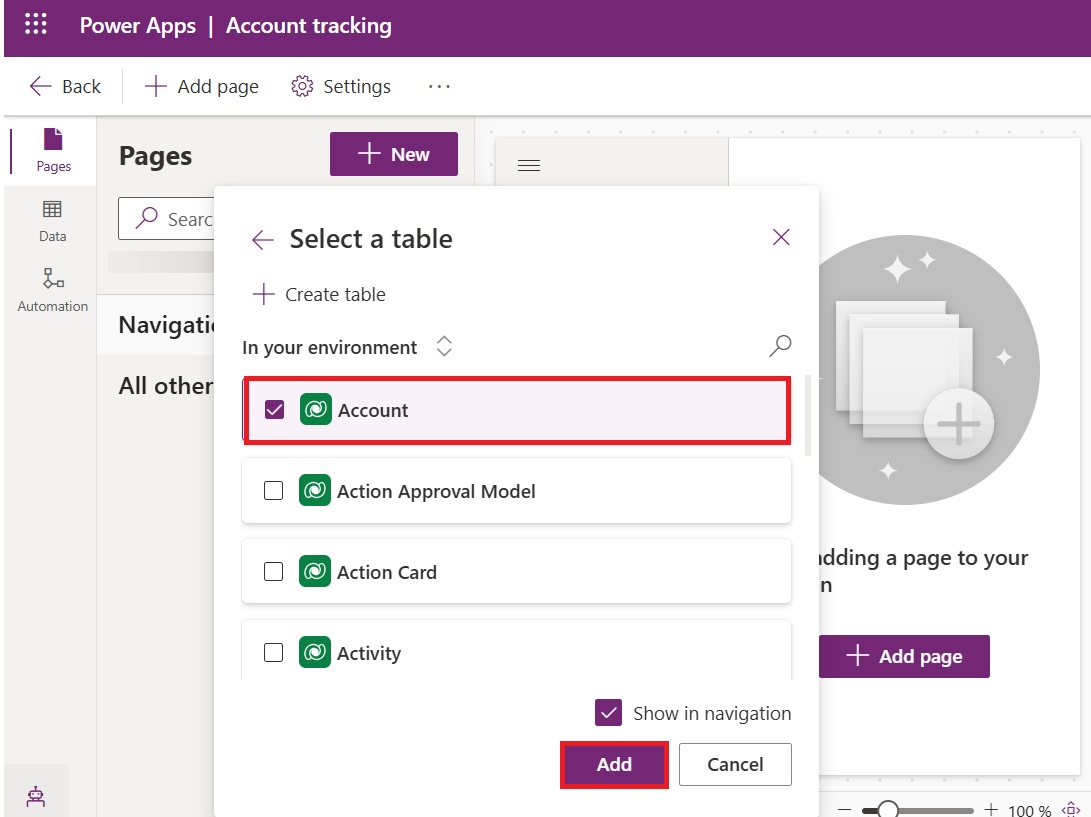 Power Apps | Account tracking
Back
Add page
Settings
Pages
Data
Automation
Pages
New
Searc
Navigatio
All other
Select a table
Create table
In your environment
Account
Action Approval Model
Action Card
Activity
Show in navigation
Add
Cancel
adding a page to your
n
Add page
100 %